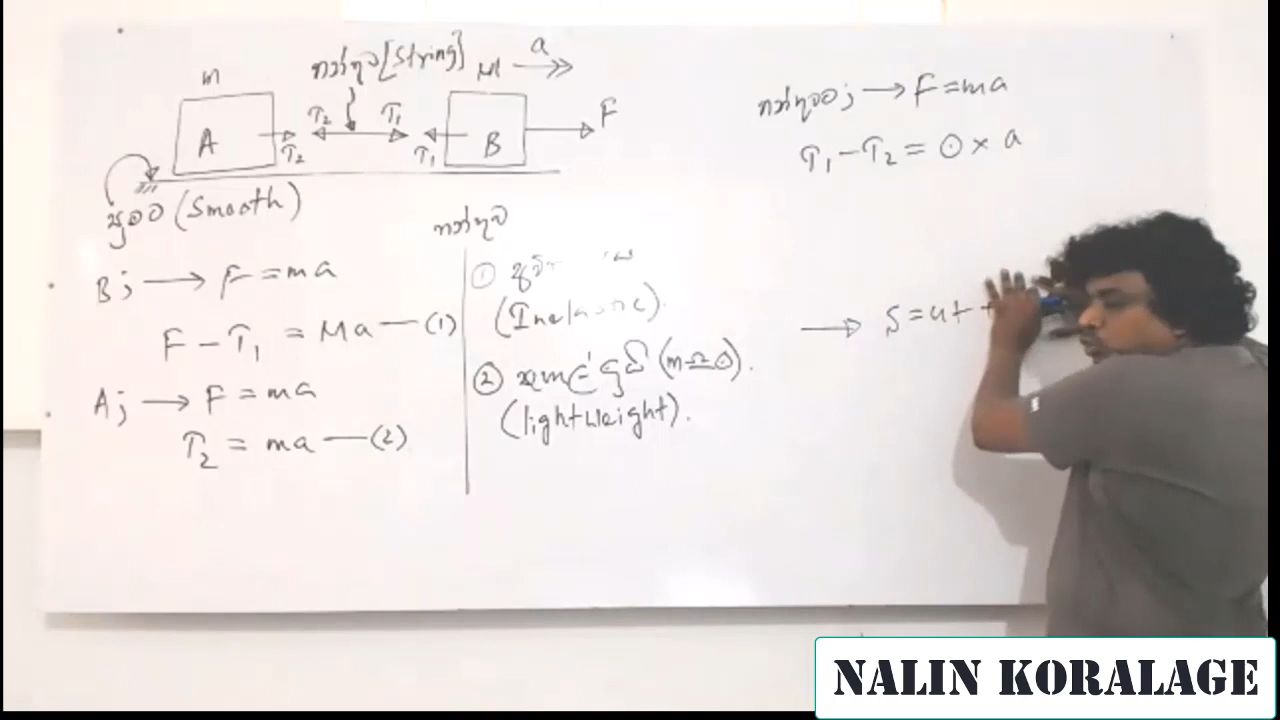 m
තන්තුව [String]
M
a
A
T₂
T₂
T₁
T₁
B
F
සුමට (Smooth)
B; → F = ma
F – T₁ = Ma — (1)
A; → F = ma
T₂ = ma — (2)
තන්තුව
①
(Inelastic).
② සැහැල්ලුයි (m≏0).
(lightweight).
තන්තුවට; → F = ma
T₁ – T₂ = 0 × a
→ S = ut +
NALIN KORALAGE